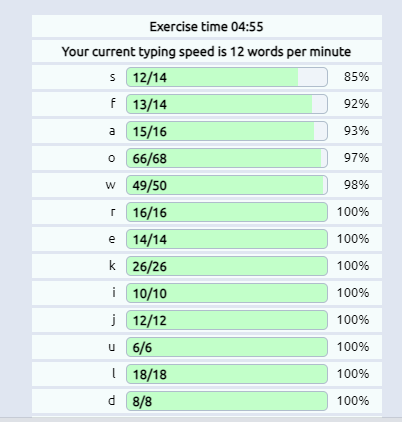 Exercise time 04:55
Your current typing speed is 12 words per minute
s 12/14 85%
f 13/14 92%
a 15/16 93%
o 66/68 97%
w 49/50 98%
r 16/16 100%
e 14/14 100%
k 26/26 100%
i 10/10 100%
j 12/12 100%
u 6/6 100%
l 18/18 100%
d 8/8 100%